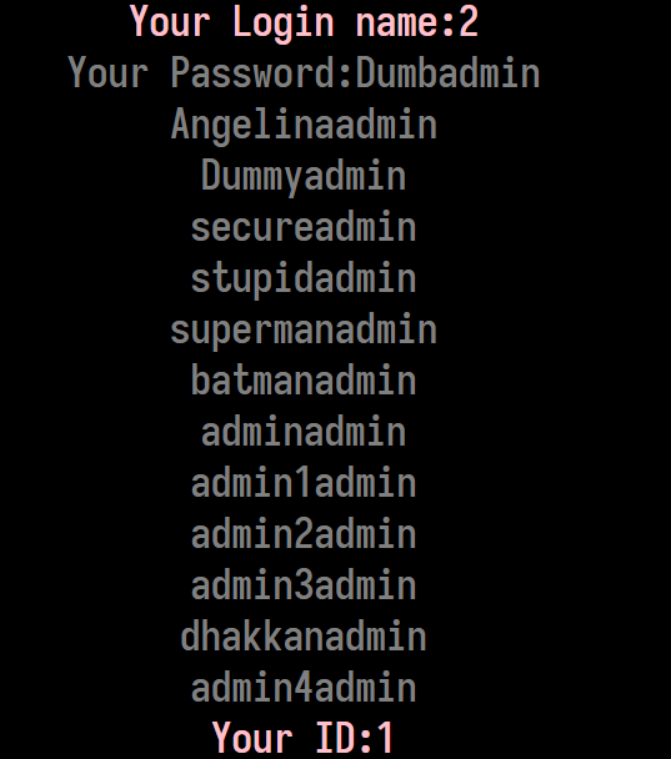 Your Login name:2
Your Password:Dumbadmin
Angelinaadmin
Dummyadmin
secureadmin
stupidadmin
supermanadmin
batmanadmin
adminadmin
admin1admin
admin2admin
admin3admin
dhakkanadmin
admin4admin
Your ID:1